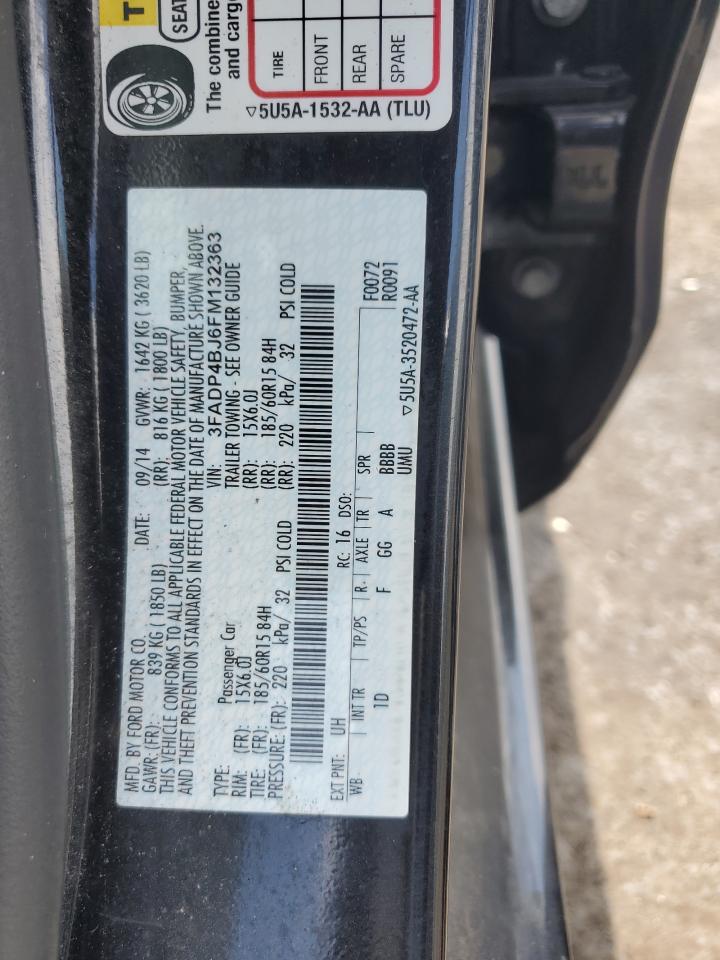 T
SEAT
The combine
and cargo
TIRE
FRONT
REAR
SPARE
▽5U5A-1532-AA (TLU)
MFD. BY FORD MOTOR CO. DATE: 09/14 GVWR: 1642 KG ( 3620 LB)
GAWR: (FR): 839 KG ( 1850 LB) (RR): 816 KG ( 1800 LB)
THIS VEHICLE CONFORMS TO ALL APPLICABLE FEDERAL MOTOR VEHICLE SAFETY, BUMPER,
AND THEFT PREVENTION STANDARDS IN EFFECT ON THE DATE OF MANUFACTURE SHOWN ABOVE.
VIN: 3FADP4BJ6FM132363
TYPE: Passenger Car TRAILER TOWING - SEE OWNER GUIDE
RIM: (FR): 15X6.0J (RR): 15X6.0J
TIRE: (FR): 185/60R15 84H (RR): 185/60R15 84H
PRESSURE: (FR): 220 kPa/ 32 PSI COLD (RR): 220 kPa/ 32 PSI COLD
EXT PNT: UH RC: 16 DSO: F0072
WB INT TR TP/PS R. AXLE TR SPR R0091
1D F GG A BBBB
UMU
▽5U5A-3520472-AA